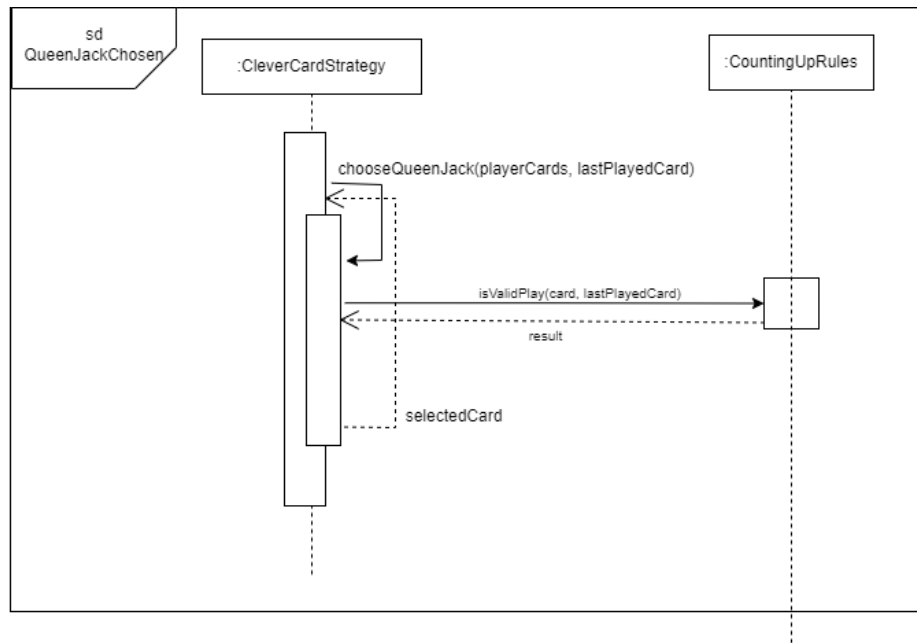 sd
QueenJackChosen
:CleverCardStrategy
:CountingUpRules
chooseQueenJack(playerCards, lastPlayedCard)
isValidPlay(card, lastPlayedCard)
result
selectedCard